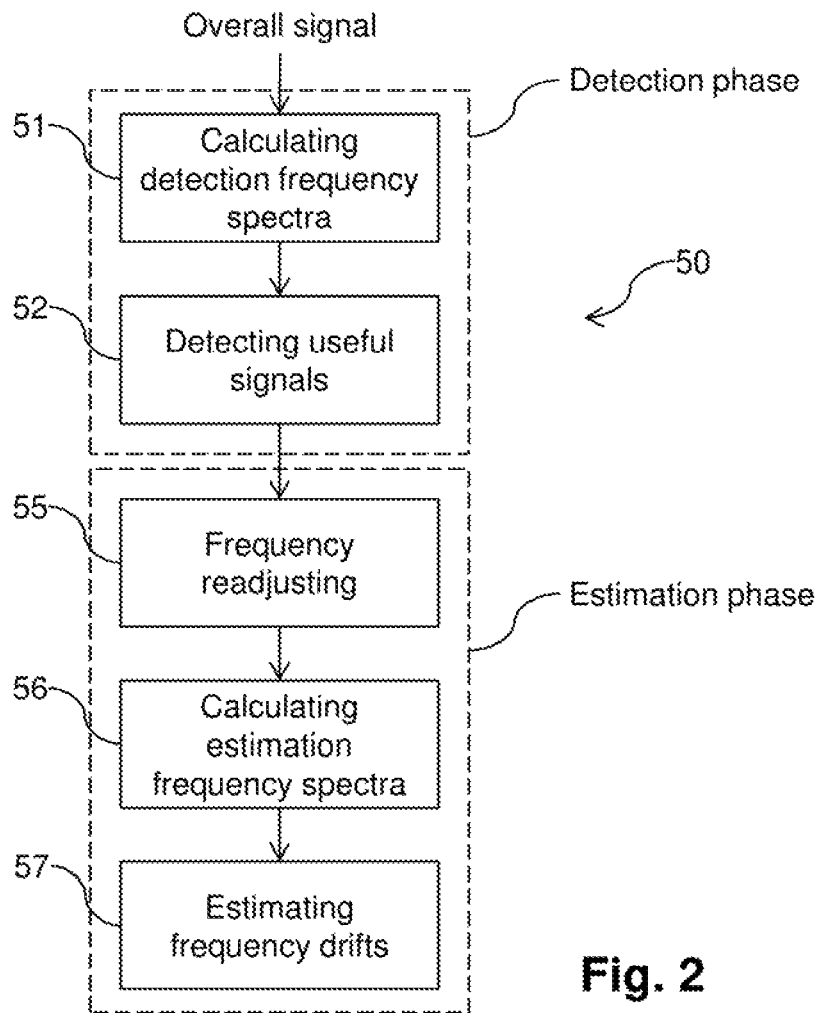 Overall signal
Detection phase
51
Calculating
detection frequency
spectra
50
52
Detecting useful
signals
55
Frequency
readjusting
Estimation phase
56
Calculating
estimation
frequency spectra
57
Estimating
frequency drifts
Fig. 2